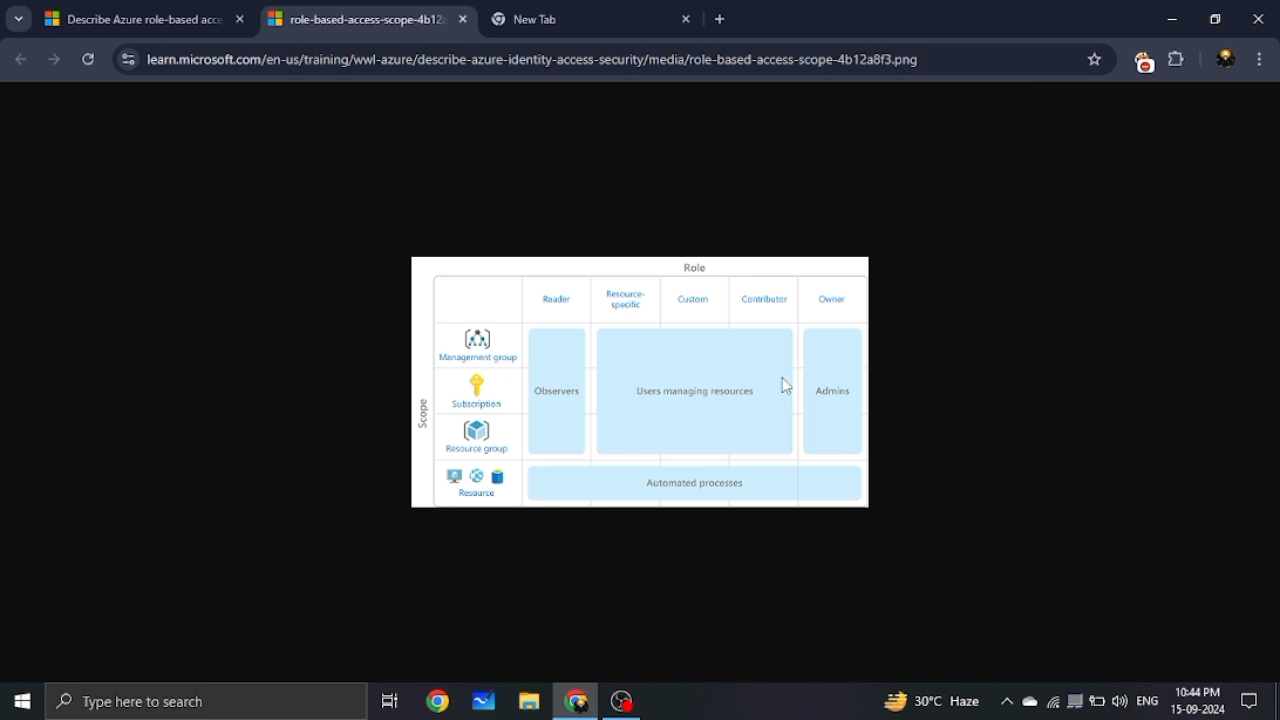 Describe Azure role-based acce
role-based-access-scope-4b12a
New Tab
learn.microsoft.com/en-us/training/wwl-azure/describe-azure-identity-access-security/media/role-based-access-scope-4b12a8f3.png
Role
Reader
Resource-
specific
Custom
Contributor
Owner
Scope
Management group
Subscription
Resource group
Resource
Observers
Users managing resources
Admins
Automated processes
Type here to search
30°C Haze
ENG
10:44 PM
15-09-2024